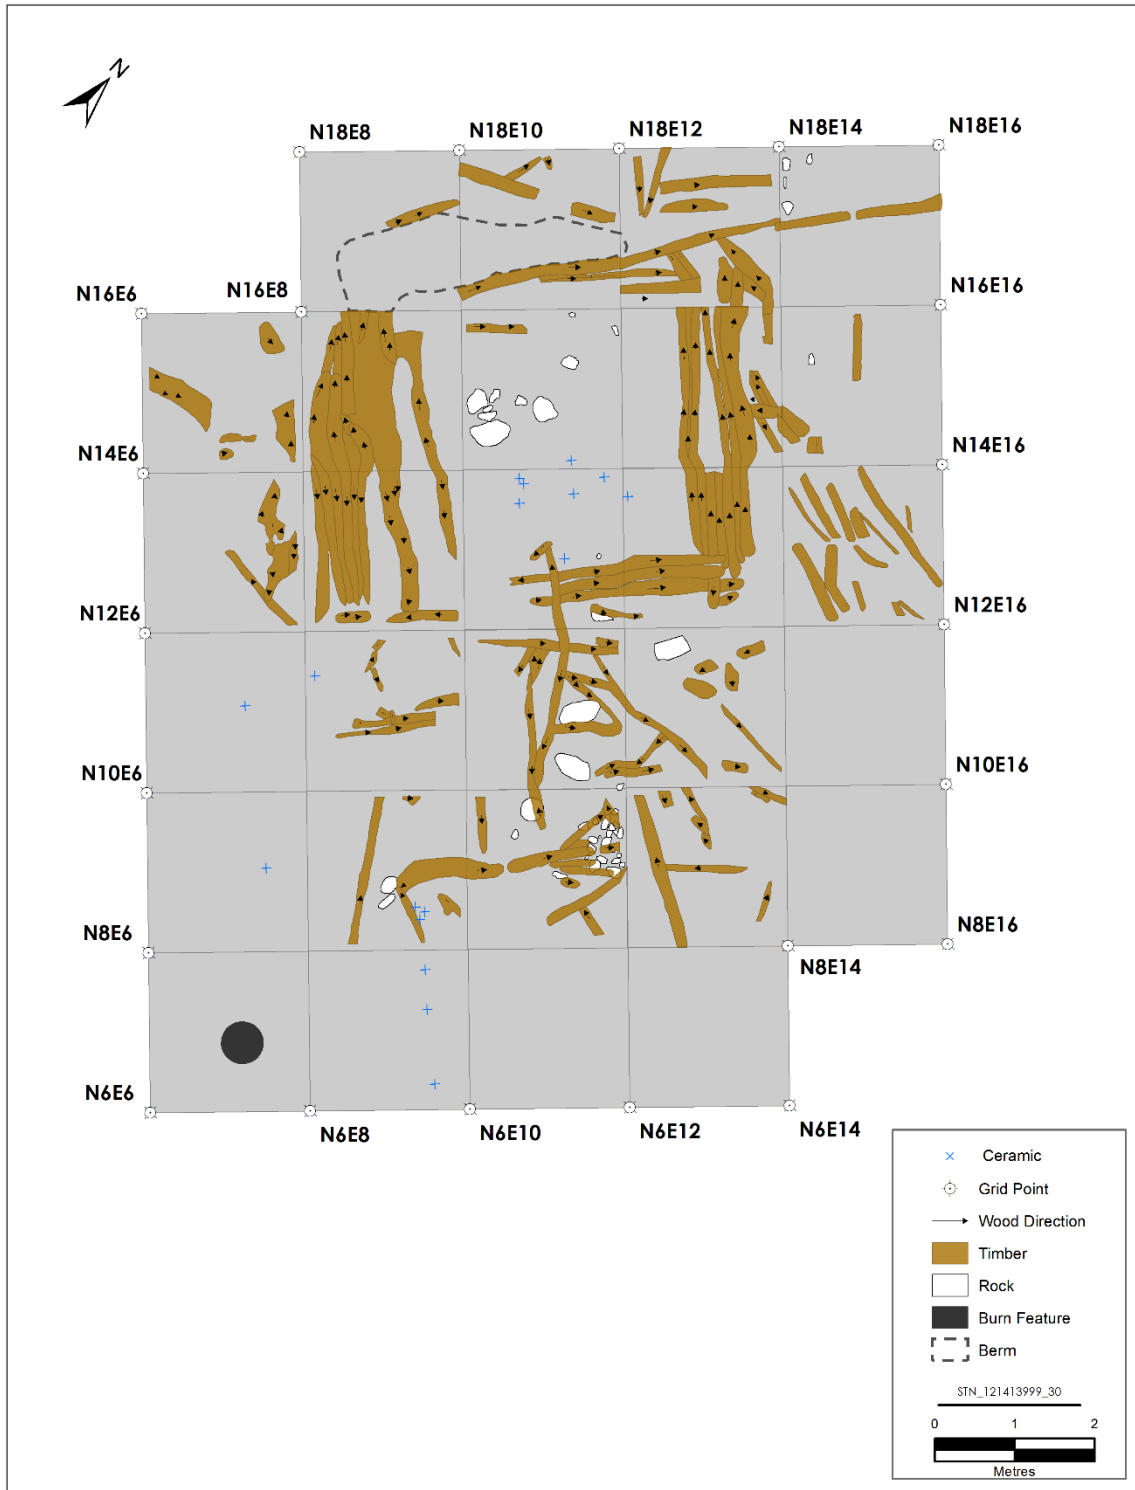 N
N18E8
N18E10
N18E12
N18E14
N18E16
N16E6
N16E8
N16E16
N14E6
N14E16
N12E6
N12E16
N10E6
N10E16
N8E6
N8E16
N8E14
N6E6
N6E8
N6E10
N6E12
N6E14
Ceramic
Grid Point
Wood Direction
Timber
Rock
Burn Feature
Berm
STN_121413999_30
0 1 2
Metres